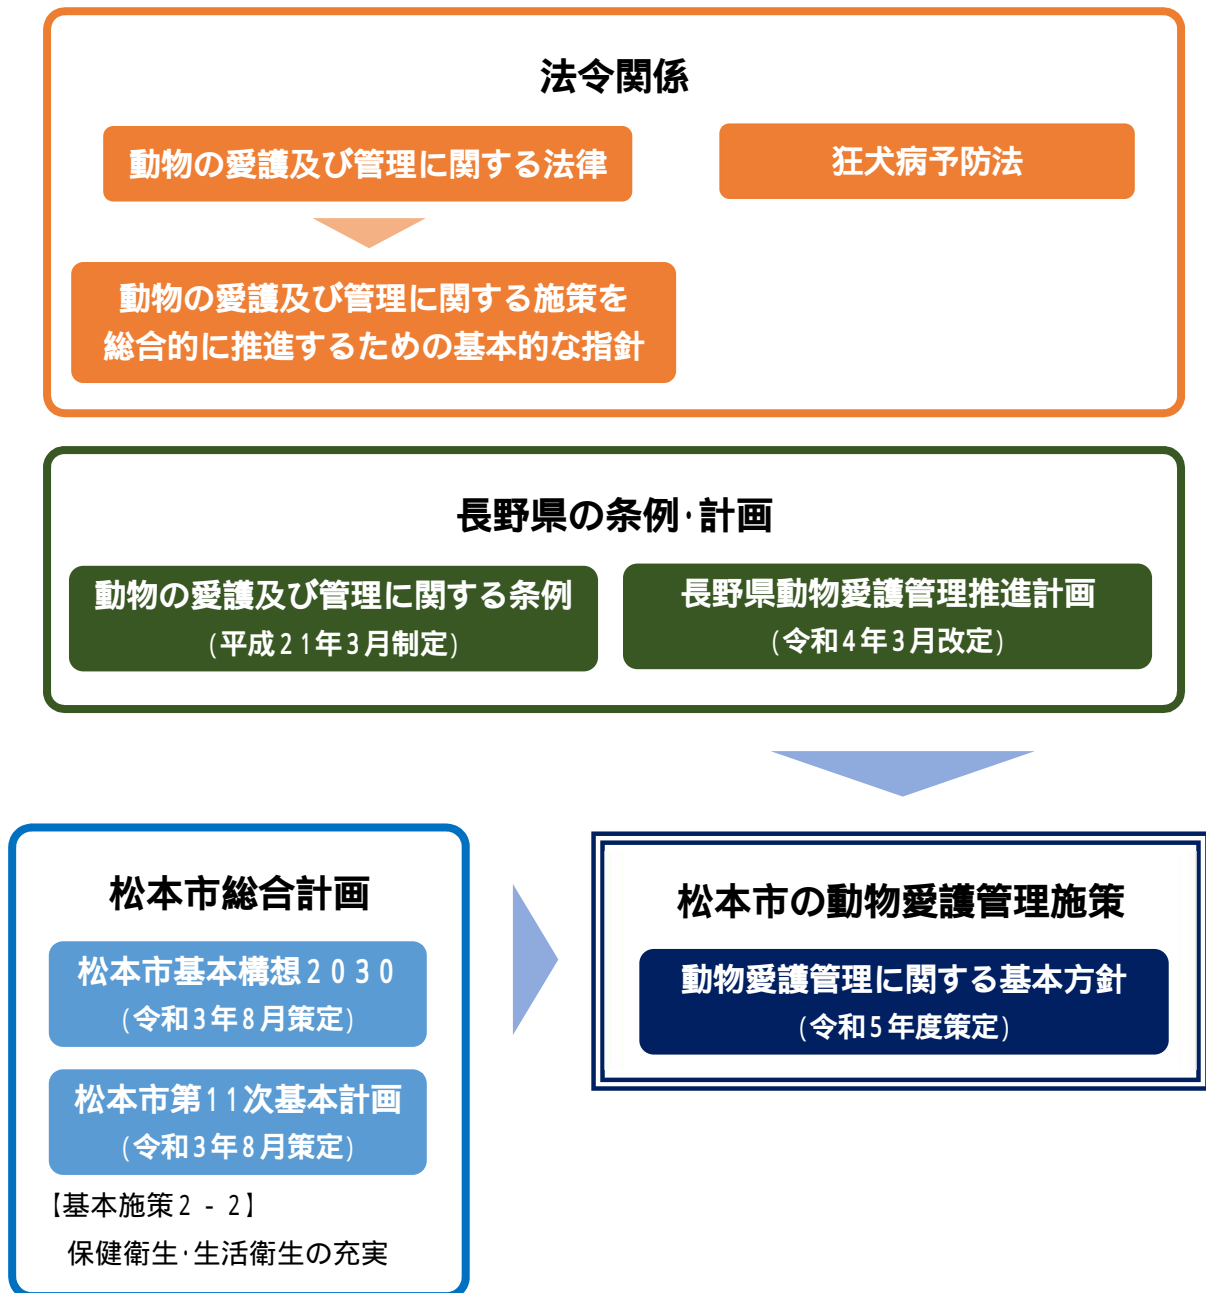 法令関係
動物の愛護及び管理に関する法律
狂犬病予防法
動物の愛護及び管理に関する施策を
総合的に推進するための基本的な指針
長野県の条例・計画
動物の愛護及び管理に関する条例
(平成21年3月制定)
長野県動物愛護管理推進計画
(令和4年3月改定)
松本市総合計画
松本市基本構想2030
(令和3年8月策定)
松本市第11次基本計画
(令和3年8月策定)
【基本施策2-2】
保健衛生・生活衛生の充実
松本市の動物愛護管理施策
動物愛護管理に関する基本方針
(令和5年度策定)